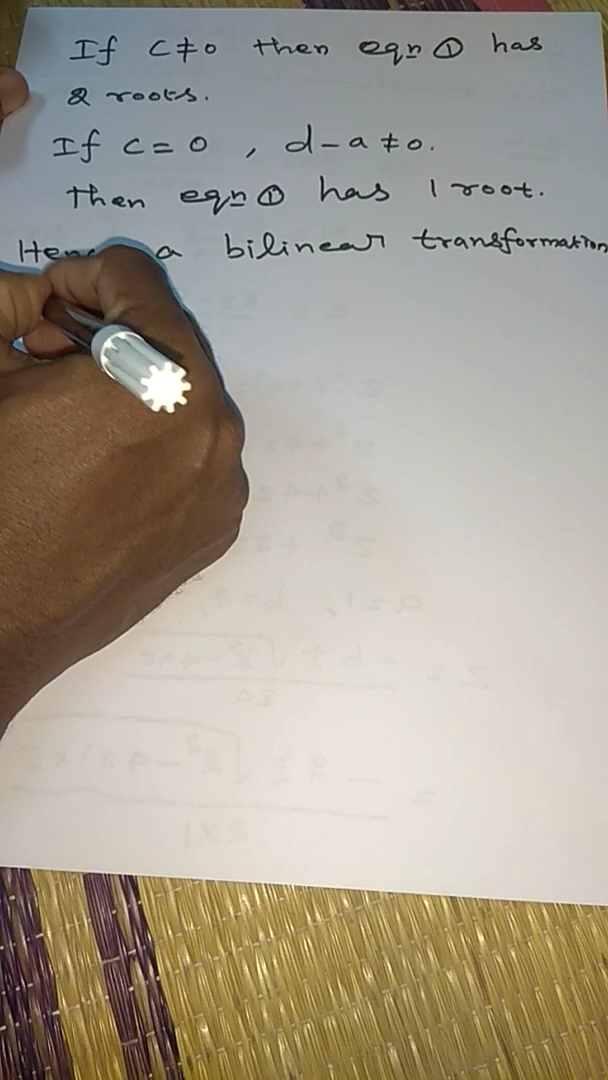 If c≠0 then eqn ① has
2 roots.
If c=0, d-a≠0.
Then eqn ① has 1 root.
a bilinear transformation